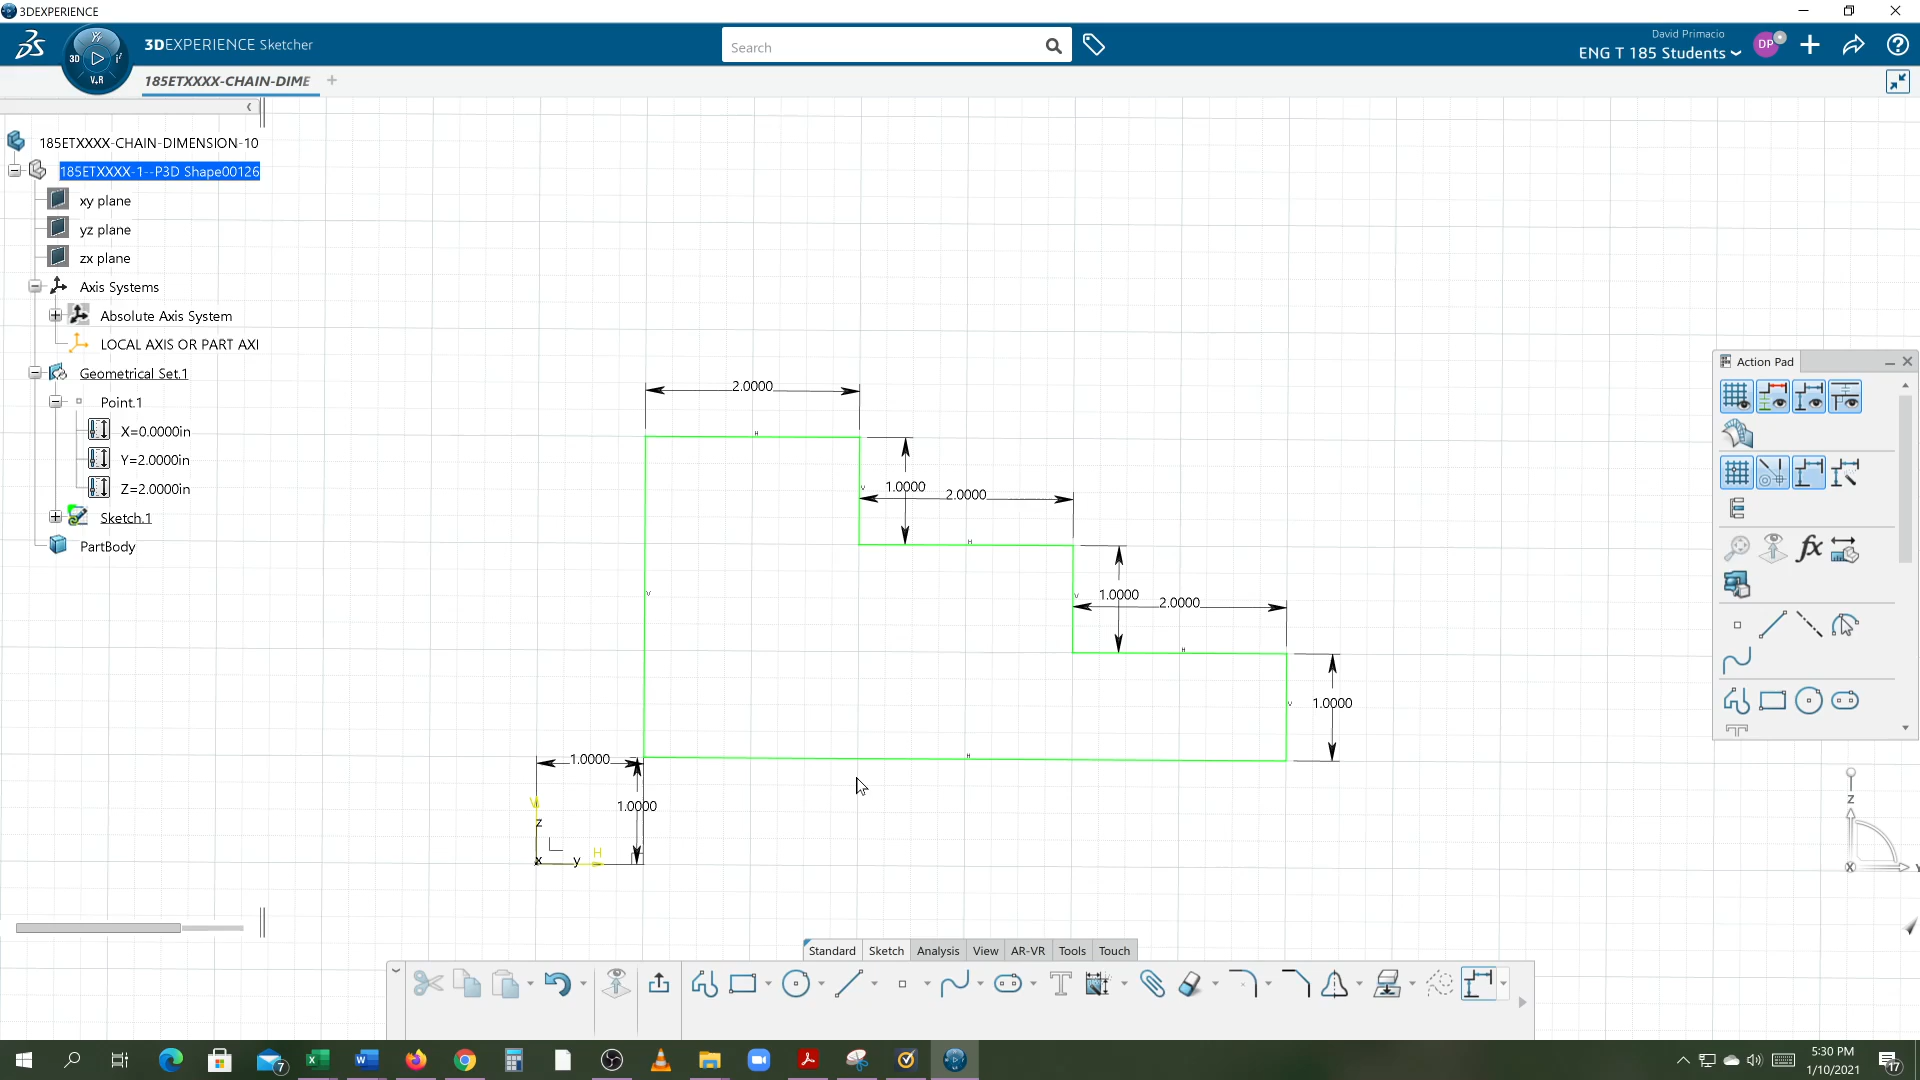 3DEXPERIENCE
3DEXPERIENCE Sketcher
Search
David Primacio
ENG T 185 Students
DP
3D
V+R
185ETXXXX-CHAIN-DIME
185ETXXXX-CHAIN-DIMENSION-10
185ETXXXX-1--P3D Shape00126
xy plane
yz plane
zx plane
Axis Systems
Absolute Axis System
LOCAL AXIS OR PART AXI
Geometrical Set.1
Point.1
X=0.0000in
Y=2.0000in
Z=2.0000in
Sketch.1
PartBody
2.0000
H
1.0000
2.0000
V
H
V
1.0000
2.0000
V
H
1.0000
V
H
1.0000
1.0000
V
z
H
x y
Action Pad
fx
Z
X
Y
Standard Sketch Analysis View AR-VR Tools Touch
7
5:30 PM
1/10/2021
17